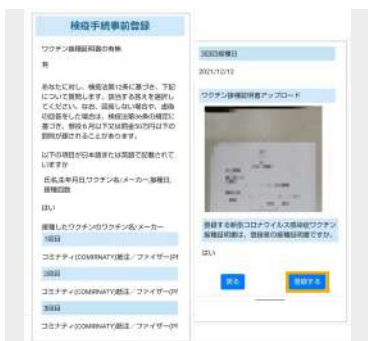 検疫手続事前登録
ワクチン接種証明書の有無
有
あなたに対し、検疫法第12条に基づき、下記
について質問します。該当する答えを選択し
てください。なお、回答しない場合や、虚偽
の回答をした場合は、検疫法第36条の規定に
基づき、懲役6月以下又は罰金50万円以下の
罰則が課されることがあります。
以下の項目が日本語または英語で記載されて
いますか
氏名,生年月日,ワクチン名/メーカー,接種日,
接種回数
はい
接種したワクチンのワクチン名/メーカー
1回目
コミナティ(COMIRNATY)筋注/ファイザー(Pf
2回目
コミナティ(COMIRNATY)筋注/ファイザー(Pf
3回目
コミナティ(COMIRNATY)筋注/ファイザー(Pf
3回目接種日
2021/12/12
ワクチン接種証明書アップロード
登録する新型コロナウイルス感染症ワクチン
接種証明書は、登録者の接種証明書ですか。
はい
戻る
登録する